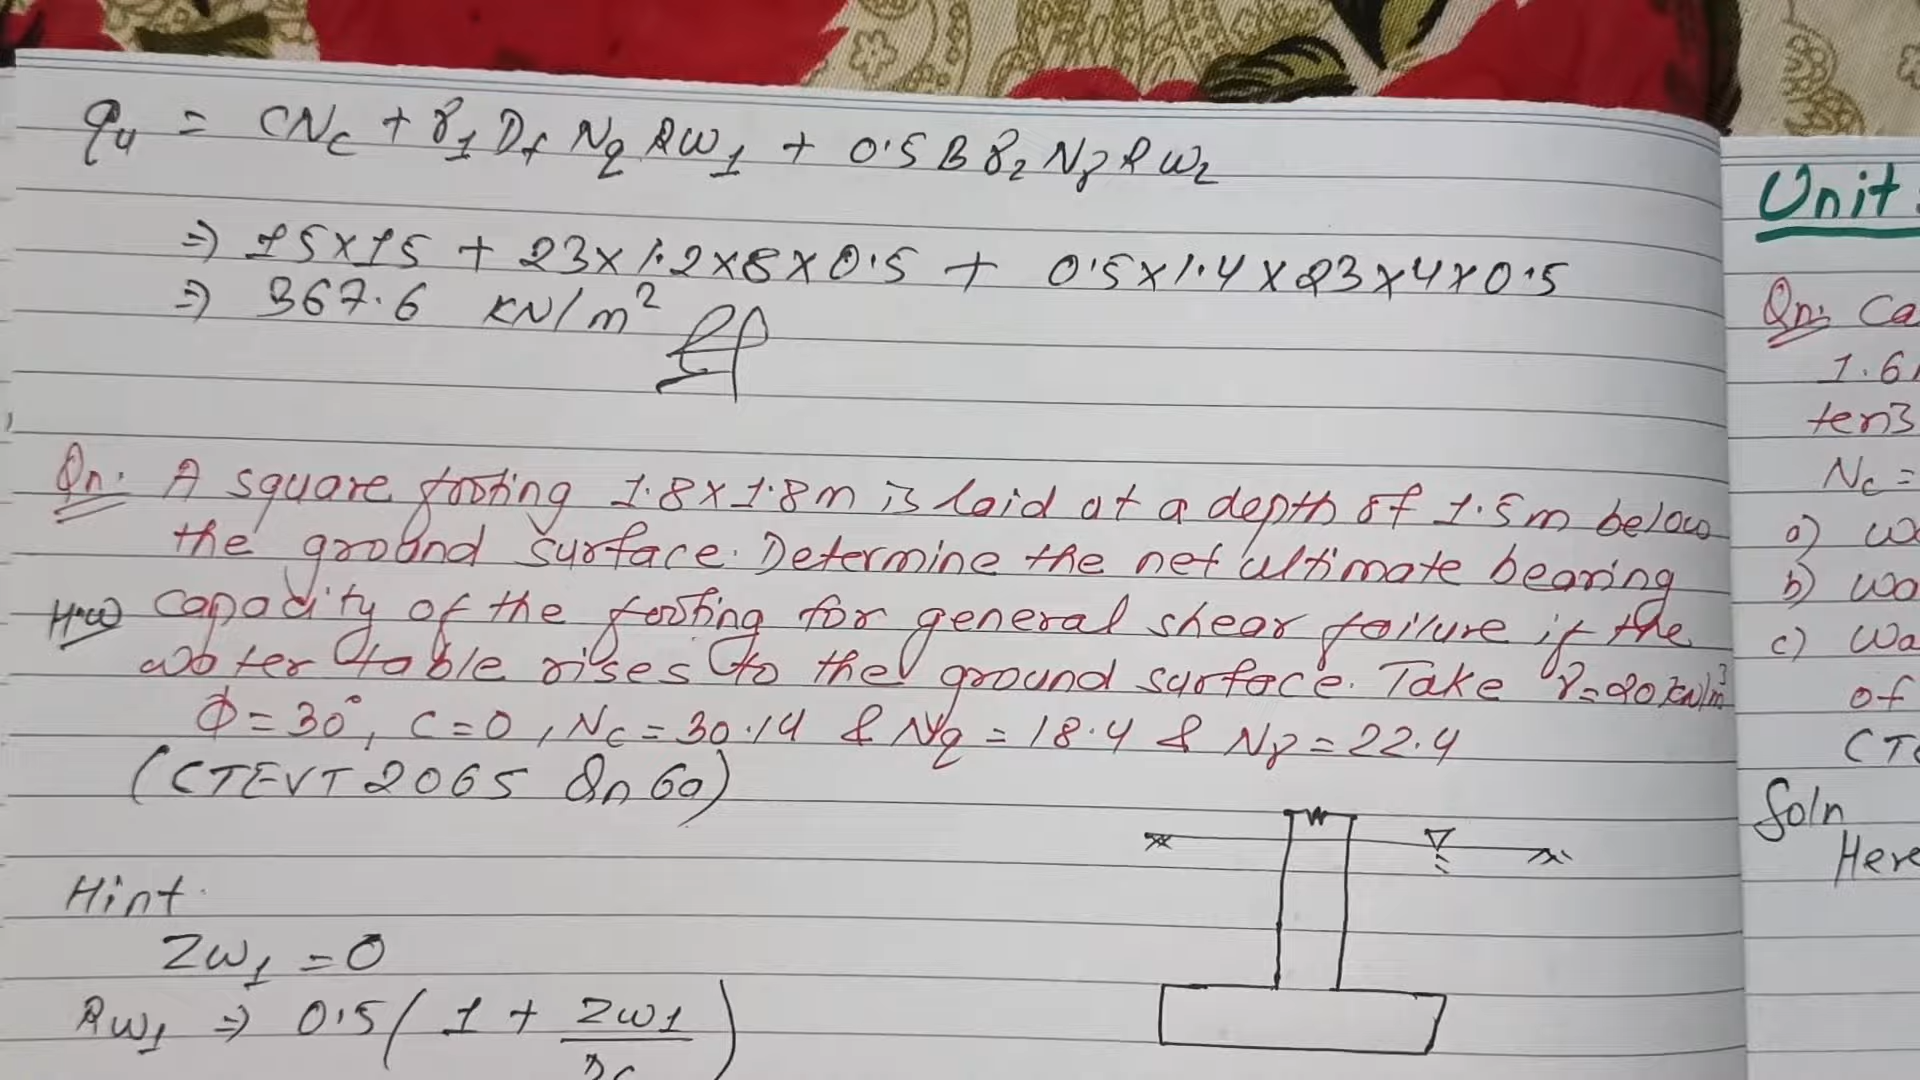 qu = CNc + γ1 Df Nq RW1 + 0.5 B γ2 Nγ RW2
⇒ 15×15 + 23×1.2×8×0.5 + 0.5×1.4×23×4×0.5
⇒ 367.6 KN/m²
Qn: A square footing 1.8×1.8m is laid at a depth of 1.5m below
the ground surface. Determine the net ultimate bearing
H.W capacity of the footing for general shear failure if the
water table rises to the ground surface. Take γ=20 KN/m³
Φ=30°, C=0, Nc=30.14 & Nq=18.4 & Nγ=22.4
(CTEVT 2065 Qn 6a)
Hint.
ZW1 = 0
RW1 ⇒ 0.5 ( 1 + ZW1 / )
Unit
Qn: Ca
1.6
Nc =
a) wa
b) wa
c) wa
of
(CTE
Soln
Here